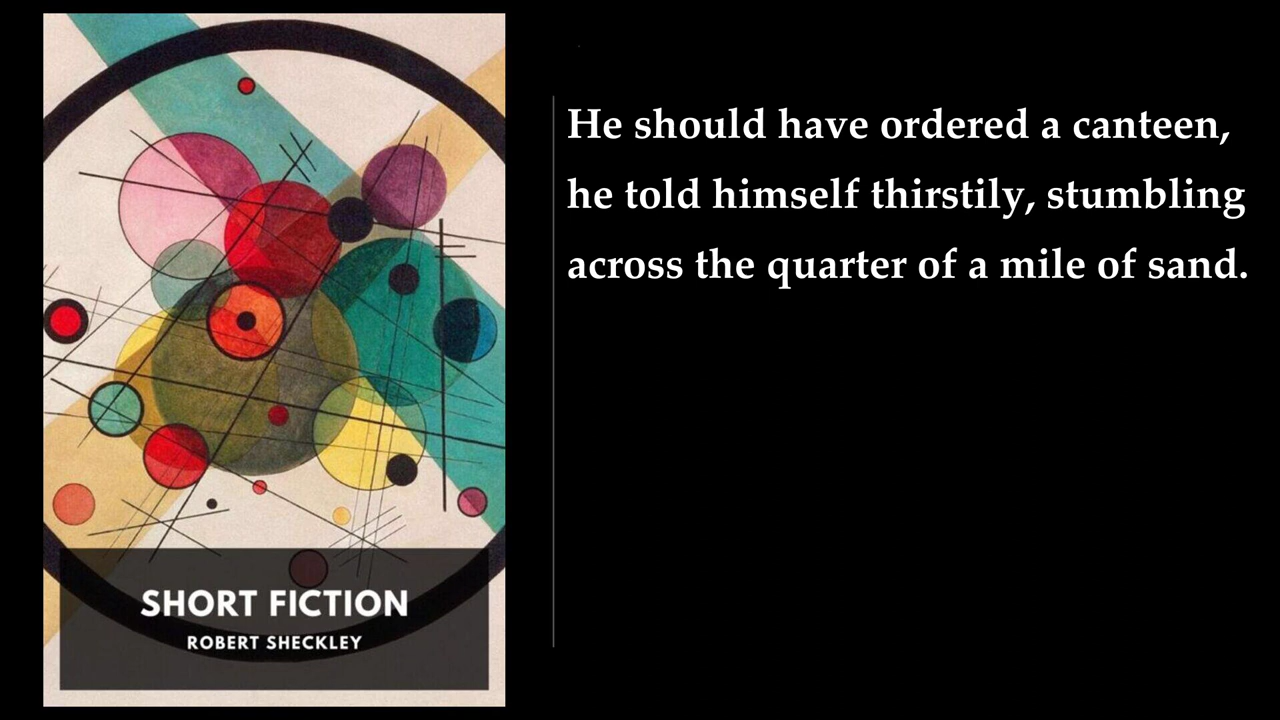 He should have ordered a canteen,
he told himself thirstily, stumbling
across the quarter of a mile of sand.
SHORT FICTION
ROBERT SHECKLEY